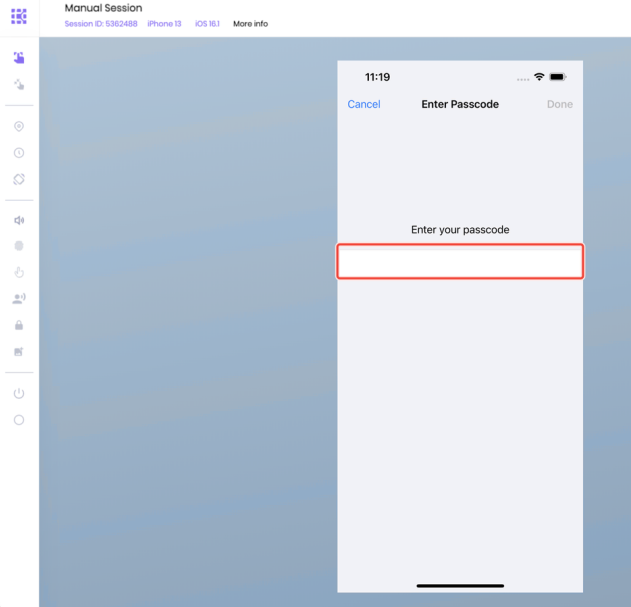 Manual Session
Session ID: 5362488 iPhone 13 iOS 16.1 More info
11:19
Cancel Enter Passcode Done
Enter your passcode